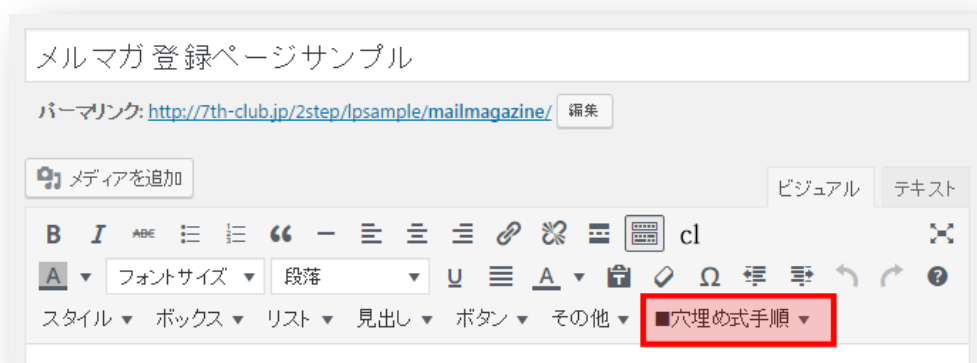 メルマガ登録ページサンプル
パーマリンク: http://7th-club.jp/2step/lpsample/mailmagazine/ 編集
メディアを追加
ビジュアル テキスト
B I ABC cl
A フォントサイズ 段落 U A T Ω
スタイル ボックス リスト 見出し ボタン その他 ■穴埋め式手順